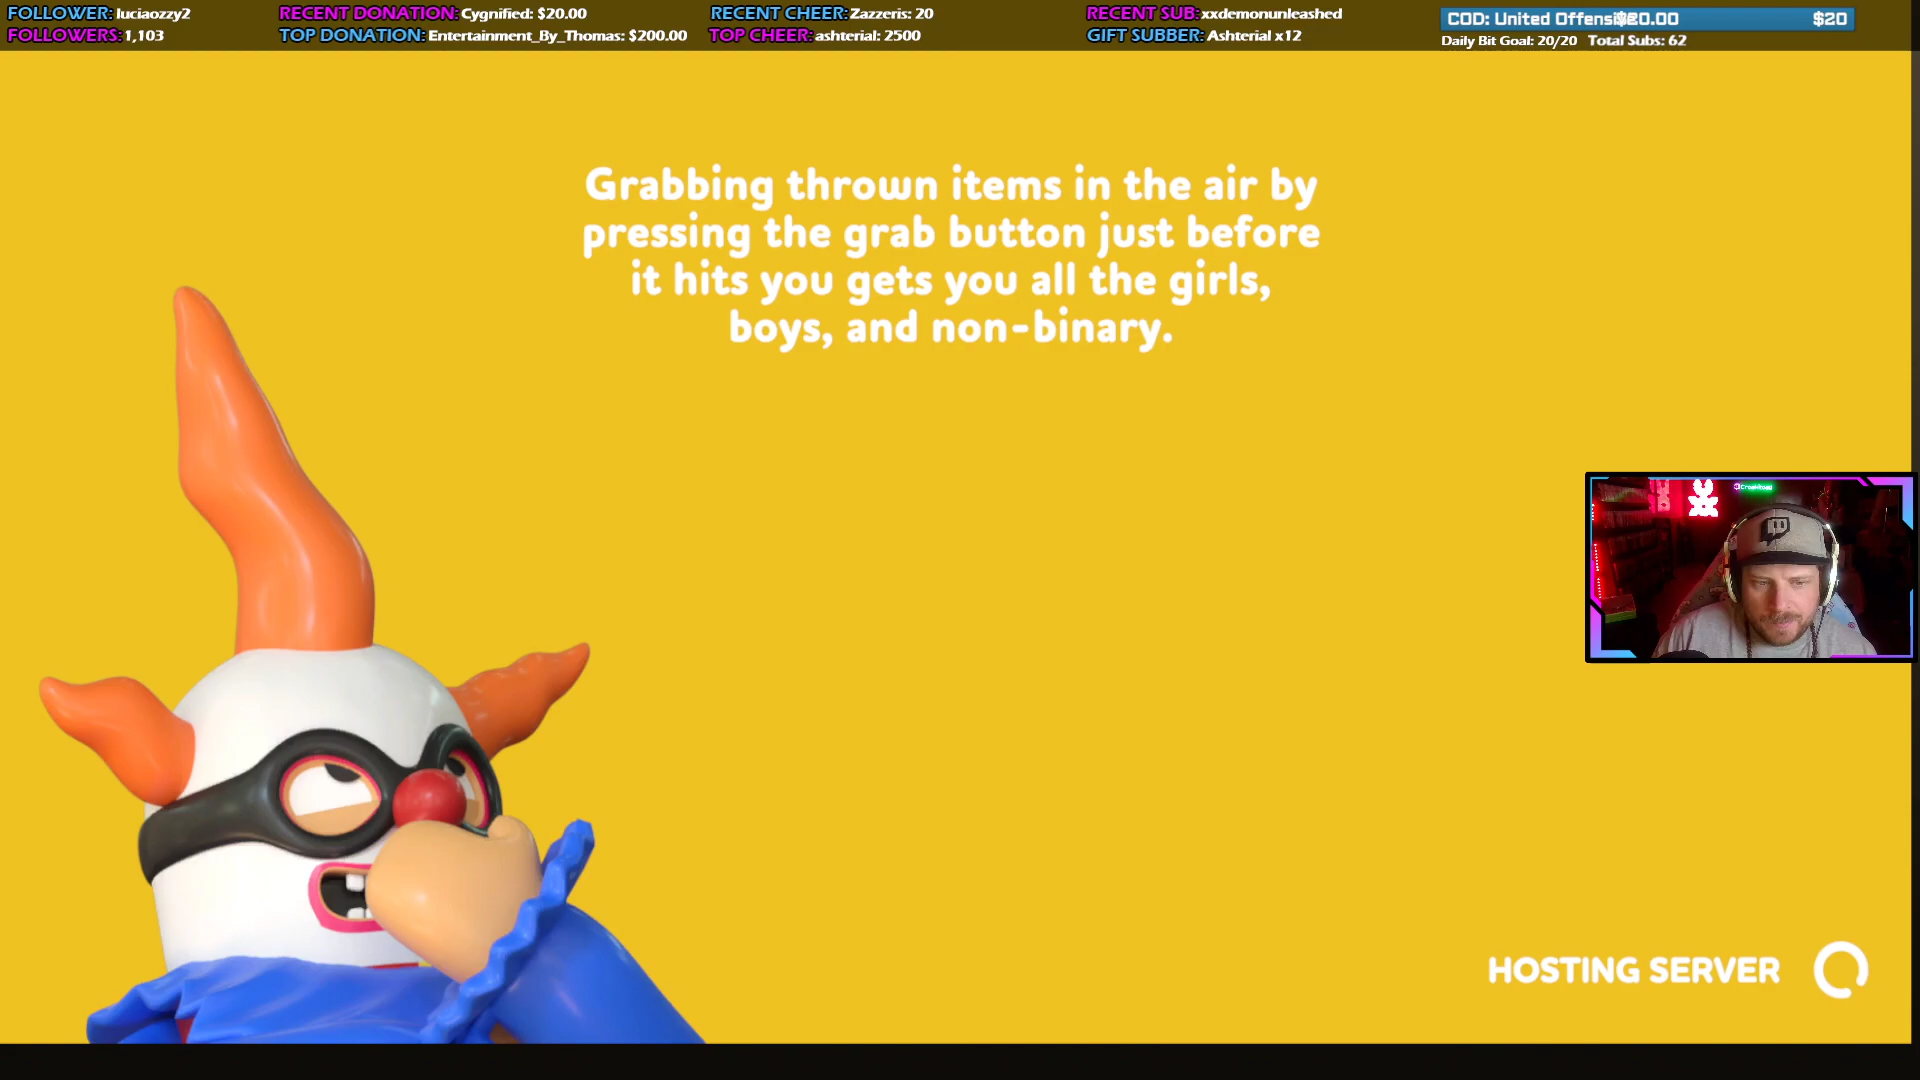 FOLLOWER: luciaozzy2
FOLLOWERS: 1,103
RECENT DONATION: Cygnified: $20.00
TOP DONATION: Entertainment_By_Thomas: $200.00
RECENT CHEER: Zazzeris: 20
TOP CHEER: ashterial: 2500
RECENT SUB: xxdemonunleashed
GIFT SUBBER: Ashterial x12
COD: United $20
Daily Bit Goal: 20/20 Total Subs: 62
Grabbing thrown items in the air by
pressing the grab button just before
it hits you gets you all the girls,
boys, and non-binary.
HOSTING SERVER